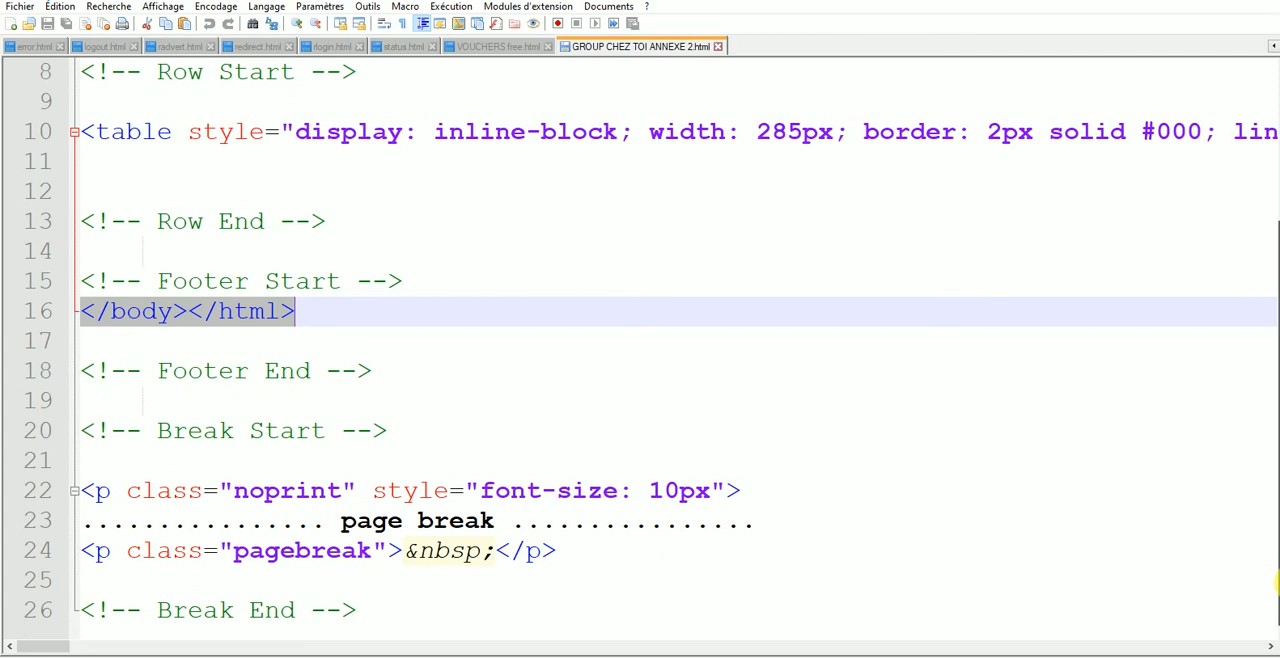 Fichier Édition Recherche Affichage Encodage Langage Paramètres Outils Macro Exécution Modules d'extension Documents ?
error.html logout.html radvert.html redirect.html rlogin.html status.html VOUCHERS free.html GROUP CHEZ TOI ANNEXE 2.html
8 <!-- Row Start -->
9
10 <table style="display: inline-block; width: 285px; border: 2px solid #000; lin
11
12
13 <!-- Row End -->
14
15 <!-- Footer Start -->
16 </body></html>
17
18 <!-- Footer End -->
19
20 <!-- Break Start -->
21
22 <p class="noprint" style="font-size: 10px">
23 ................ page break ................
24 <p class="pagebreak">&nbsp;</p>
25
26 <!-- Break End -->